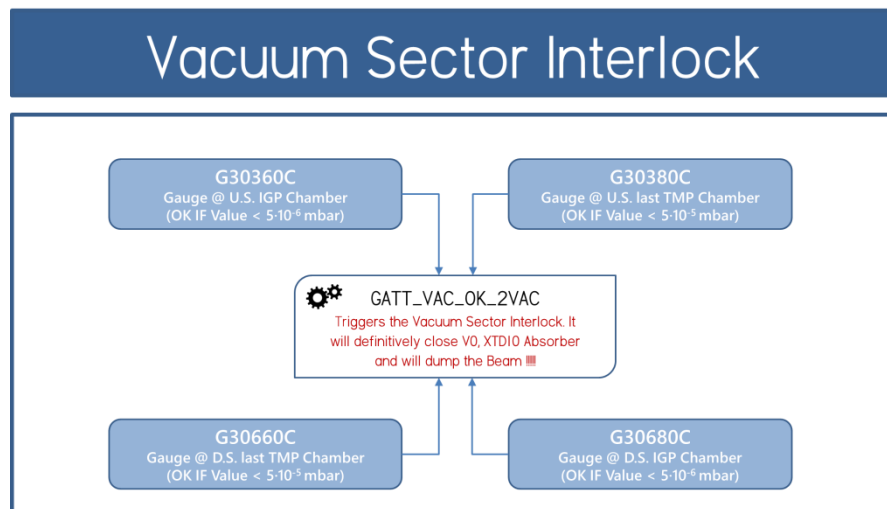 Vacuum Sector Interlock
G30360C
Gauge @ U.S. IGP Chamber
(OK IF Value < 5·10⁻⁶ mbar)
G30380C
Gauge @ U.S. last TMP Chamber
(OK IF Value < 5·10⁻⁵ mbar)
GATT_VAC_OK_2VAC
Triggers the Vacuum Sector Interlock. It
will definitively close V0, XTDI0 Absorber
and will dump the Beam !!!!!
G30660C
Gauge @ D.S. last TMP Chamber
(OK IF Value < 5·10⁻⁵ mbar)
G30680C
Gauge @ D.S. IGP Chamber
(OK IF Value < 5·10⁻⁶ mbar)